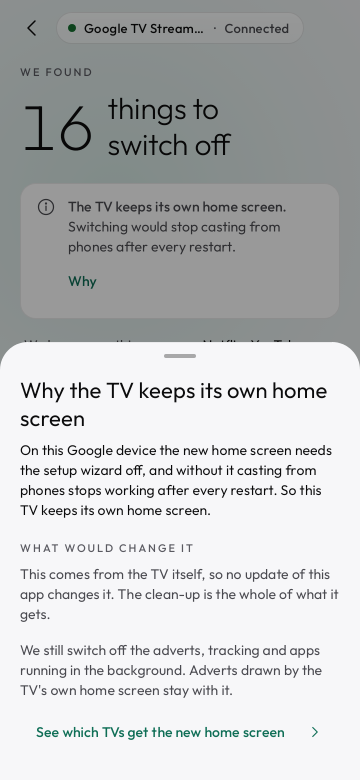 Google TV Stream... · Connected
WE FOUND
16 things to
switch off
The TV keeps its own home screen.
Switching would stop casting from
phones after every restart.
Why
Why the TV keeps its own home
screen
On this Google device the new home screen needs
the setup wizard off, and without it casting from
phones stops working after every restart. So this
TV keeps its own home screen.
WHAT WOULD CHANGE IT
This comes from the TV itself, so no update of this
app changes it. The clean-up is the whole of what it
gets.
We still switch off the adverts, tracking and apps
running in the background. Adverts drawn by the
TV's own home screen stay with it.
See which TVs get the new home screen